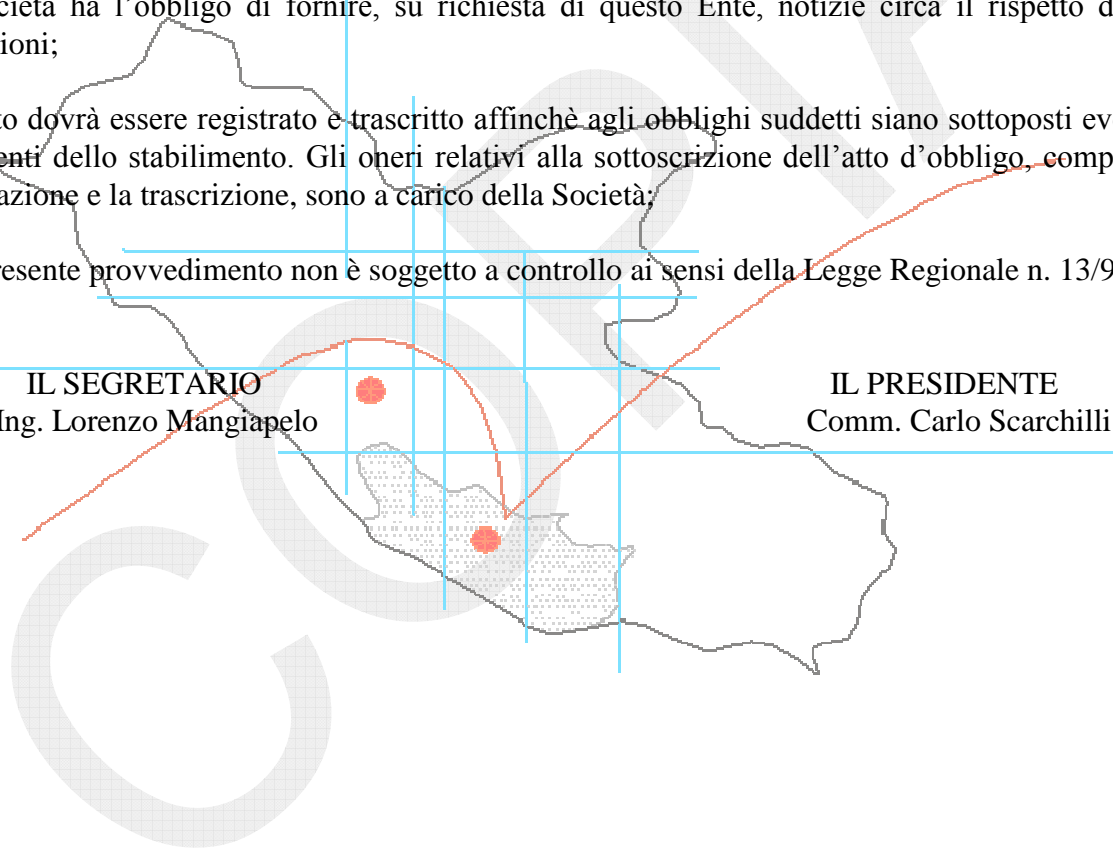 cietà ha l’obbligo di fornire, su richiesta di questo Ente, notizie circa il rispetto d
ioni;
to dovrà essere registrato e trascritto affinchè agli obblighi suddetti siano sottoposti ev
enti dello stabilimento. Gli oneri relativi alla sottoscrizione dell’atto d’obbligo, comp
azione e la trascrizione, sono a carico della Società;
resente provvedimento non è soggetto a controllo ai sensi della Legge Regionale n. 13/9
IL SEGRETARIO
Ing. Lorenzo Mangiapelo
IL PRESIDENTE
Comm. Carlo Scarchilli
COPIA